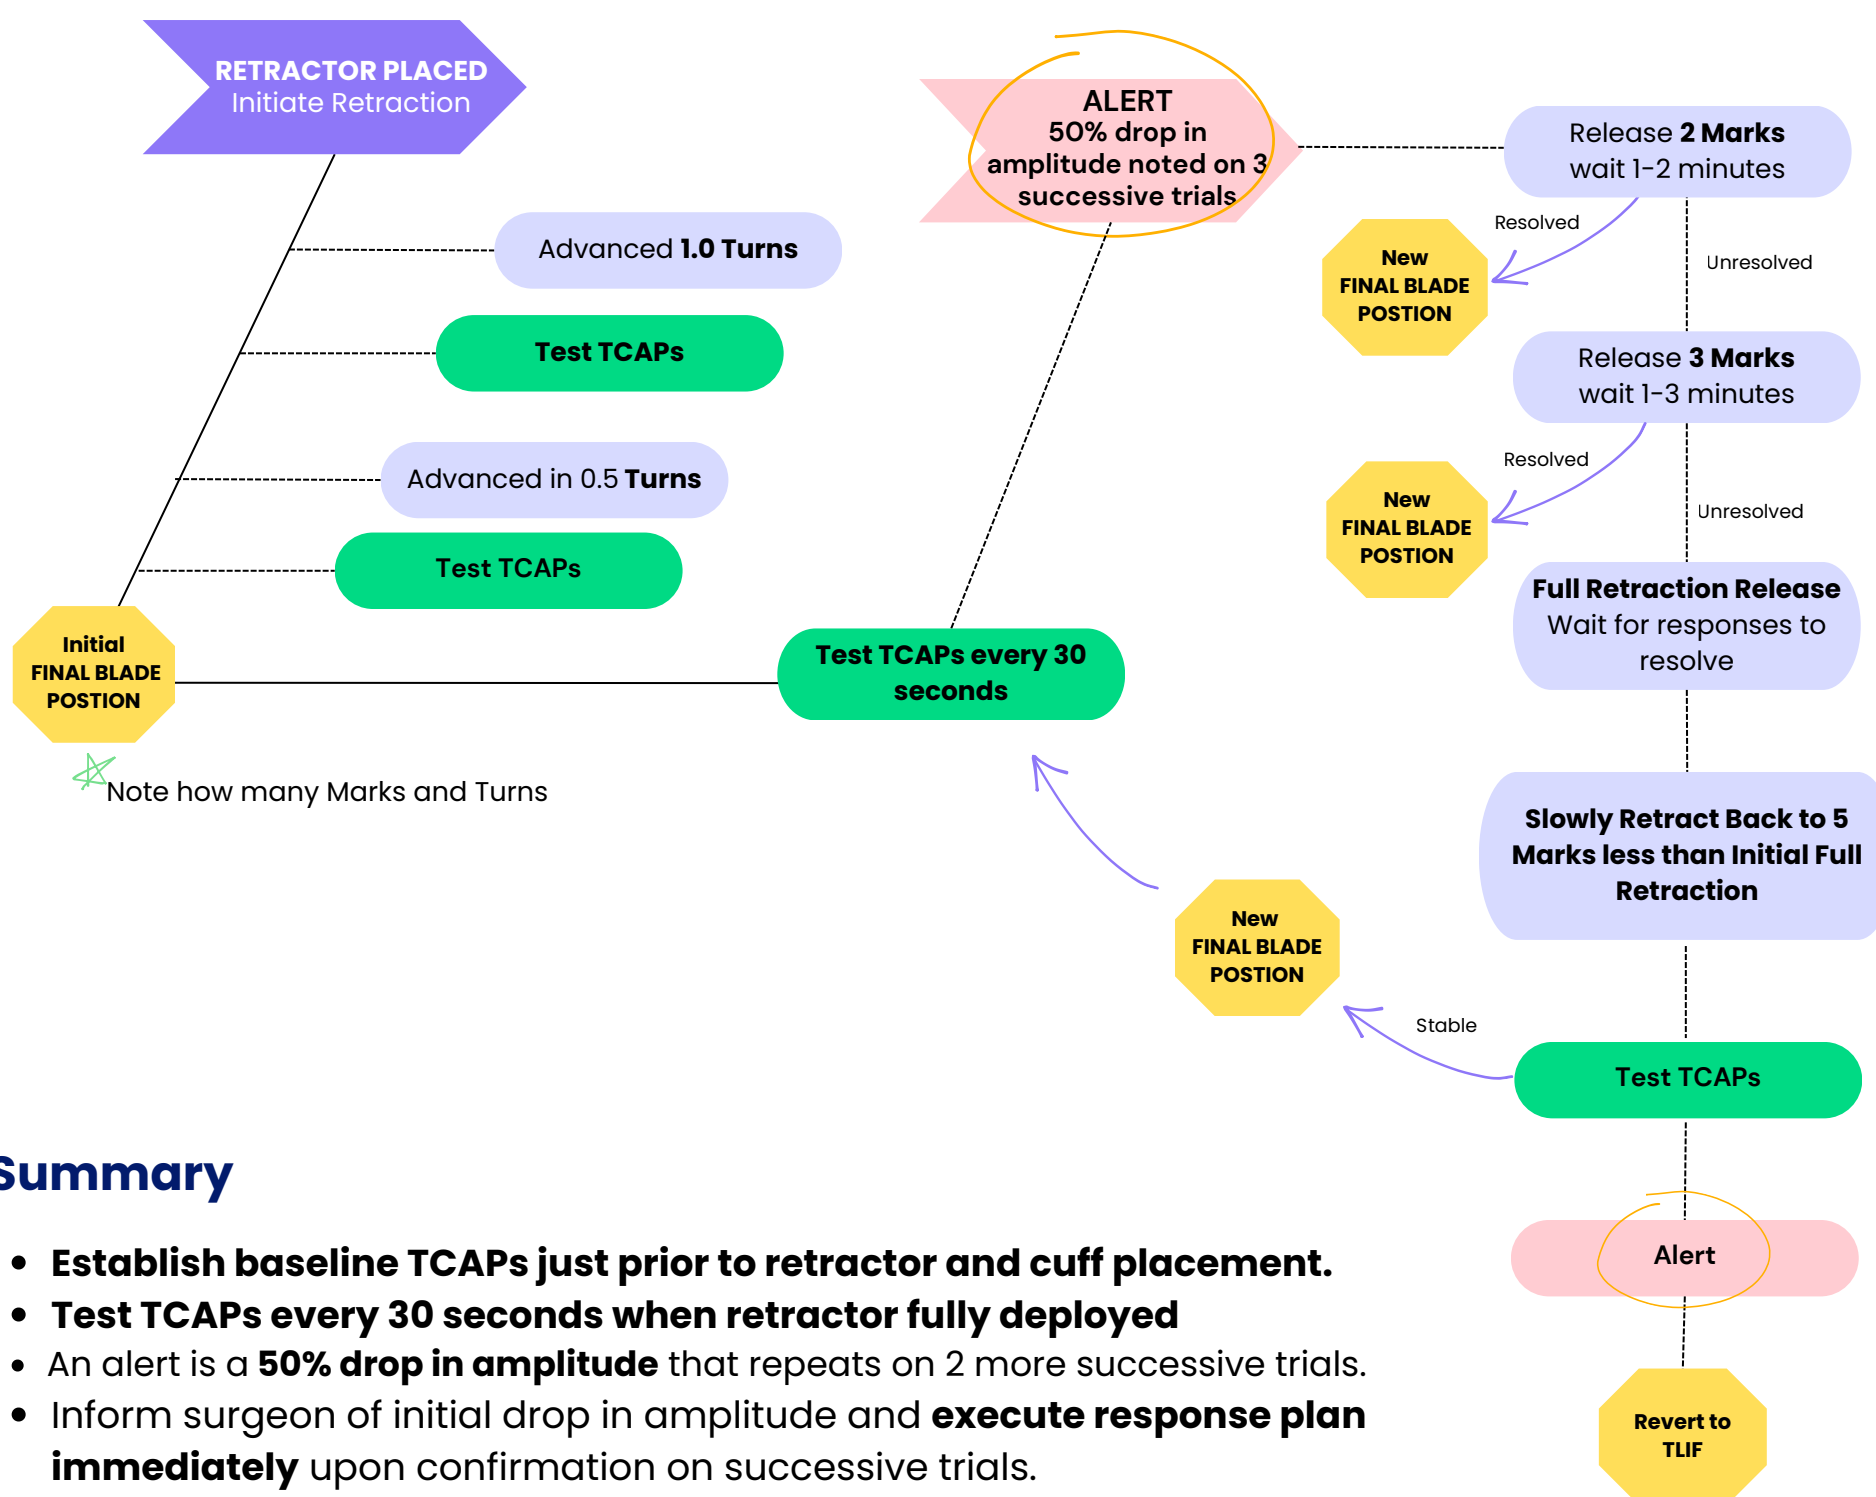 RETRACTOR PLACED
Initiate Retraction
Advanced 1.0 Turns
Test TCAPs
Advanced in 0.5 Turns
Test TCAPs
Initial
FINAL BLADE
POSTION
Note how many Marks and Turns
Test TCAPs every 30
seconds
ALERT
50% drop in
amplitude noted on 3
successive trials
Release 2 Marks
wait 1-2 minutes
Resolved
New
FINAL BLADE
POSTION
Unresolved
Release 3 Marks
wait 1-3 minutes
Resolved
New
FINAL BLADE
POSTION
Unresolved
Full Retraction Release
Wait for responses to
resolve
Slowly Retract Back to 5
Marks less than Initial Full
Retraction
New
FINAL BLADE
POSTION
Stable
Test TCAPs
Alert
Revert to
TLIF
Summary
• Establish baseline TCAPs just prior to retractor and cuff placement.
• Test TCAPs every 30 seconds when retractor fully deployed
• An alert is a 50% drop in amplitude that repeats on 2 more successive trials.
• Inform surgeon of initial drop in amplitude and execute response plan
immediately upon confirmation on successive trials.